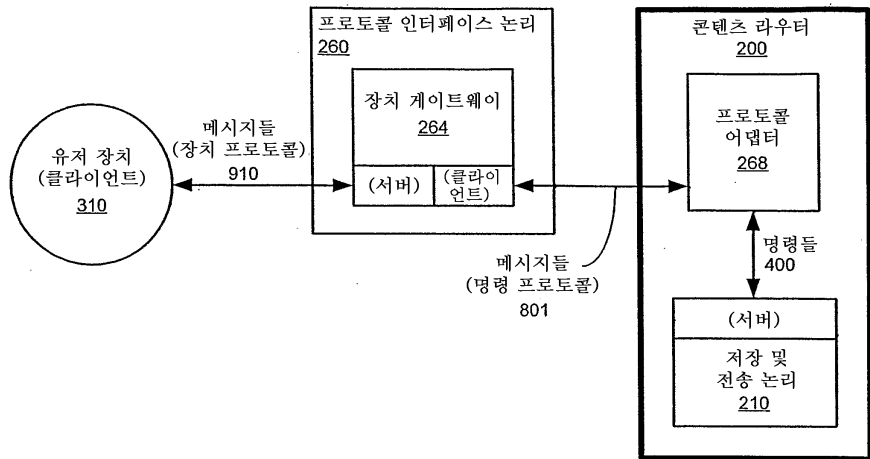 유저 장치
(클라이언트)
310
메시지들
(장치 프로토콜)
910
프로토콜 인터페이스 논리
260
장치 게이트웨이
264
(서버)
(클라이
언트)
메시지들
(명령 프로토콜)
801
콘텐츠 라우터
200
프로토콜
어댑터
268
명령들
400
(서버)
저장 및
전송 논리
210